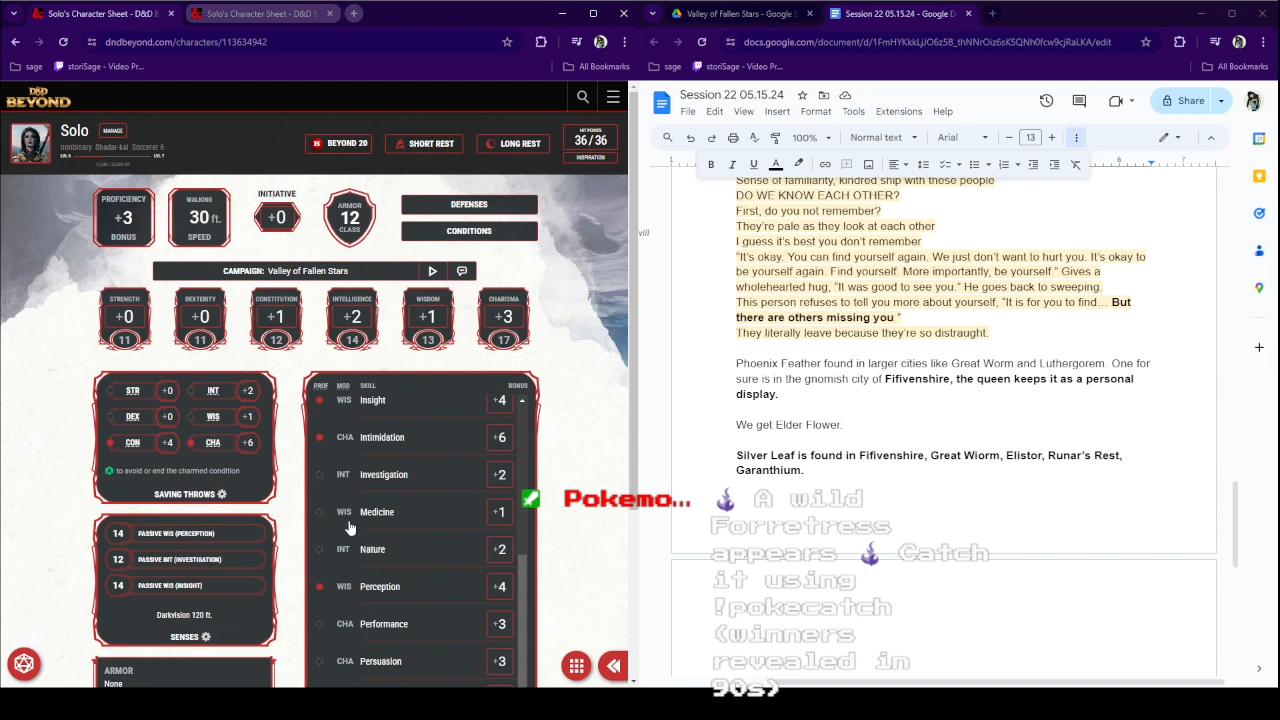 Solo's Character Sheet - D&D B
Solo's Character Sheet - D&D B
dndbeyond.com/characters/113634942
sage
storiSage - Video Pr...
All Bookmarks
D&D
BEYOND
Solo
MANAGE
nonbinary Shadar-kai Sorcerer 6
LVL 6
LVL 7
BEYOND 20
SHORT REST
LONG REST
HIT POINTS
36/36
INSPIRATION
PROFICIENCY
+3
BONUS
WALKING
30 ft.
SPEED
INITIATIVE
+0
ARMOR
12
CLASS
DEFENSES
CONDITIONS
CAMPAIGN: Valley of Fallen Stars
STRENGTH
+0
11
DEXTERITY
+0
11
CONSTITUTION
+1
12
INTELLIGENCE
+2
14
WISDOM
+1
13
CHARISMA
+3
17
STR +0
INT +2
DEX +0
WIS +1
CON +4
CHA +6
to avoid or end the charmed condition
SAVING THROWS
14 PASSIVE WIS (PERCEPTION)
12 PASSIVE INT (INVESTIGATION)
14 PASSIVE WIS (INSIGHT)
Darkvision 120 ft.
SENSES
ARMOR
None
PROF MOD SKILL BONUS
WIS Insight +4
CHA Intimidation +6
INT Investigation +2
WIS Medicine +1
INT Nature +2
WIS Perception +4
CHA Performance +3
CHA Persuasion +3
Valley of Fallen Stars - Google D
Session 22 05.15.24 - Google D
docs.google.com/document/d/1FmHYKkkLjJO6z5B_thNNrOiz6sK5QNh0fcw9cjRaLKA/edit
sage
storiSage - Video Pr...
All Bookmarks
Session 22 05.15.24
File Edit View Insert Format Tools Extensions Help
Share
100%
Normal text
Arial
13
B I U A
1
6
7
vill
Sense of familiarity, kindred ship with these people
DO WE KNOW EACH OTHER?
First, do you not remember?
They're pale as they look at each other
I guess it's best you don't remember
“It's okay. You can find yourself again. We just don't want to hurt you. It's okay to
be yourself again. Find yourself. More importantly, be yourself.” Gives a
wholehearted hug, “It was good to see you.” He goes back to sweeping.
This person refuses to tell you more about yourself, “It is for you to find... But
there are others missing you.”
They literally leave because they're so distraught.
Phoenix Feather found in larger cities like Great Worm and Luthergorem. One for
sure is in the gnomish city of Fifivenshire, the queen keeps it as a personal
display.
We get Elder Flower.
Silver Leaf is found in Fifivenshire, Great Wiorm, Elistor, Runar's Rest,
Garanthium.
Pokemo...
A wild
Forretress
appears Catch
it using
!pokecatch
(winners
revealed in
90s)